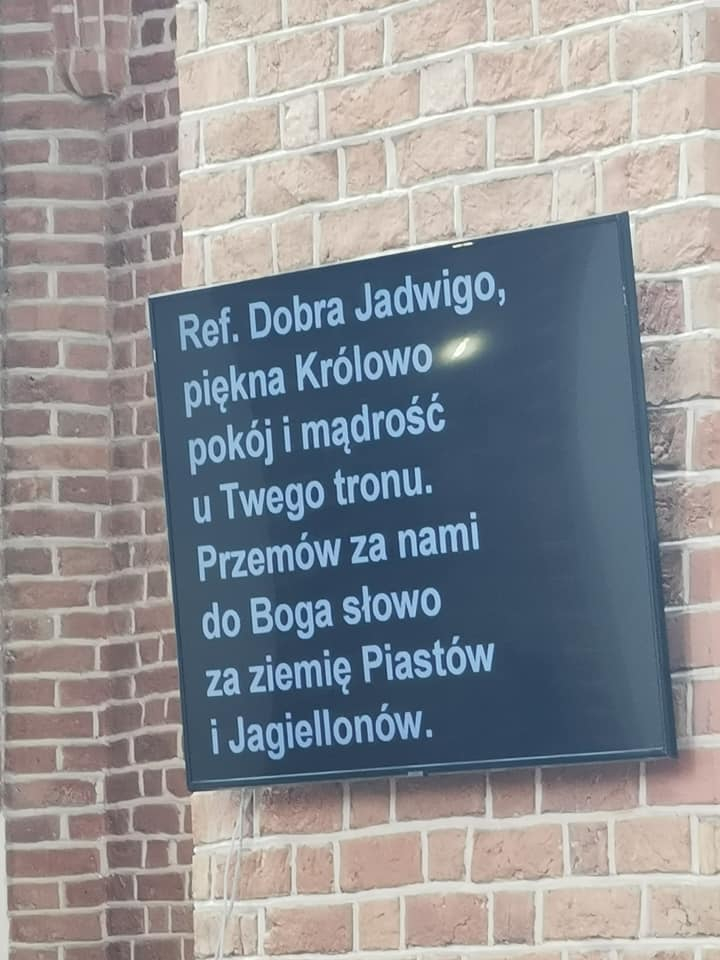 Ref. Dobra Jadwigo,
piękna Królowo
pokój i mądrość
u Twego tronu.
Przemów za nami
do Boga słowo
za ziemię Piastów
i Jagiellonów.